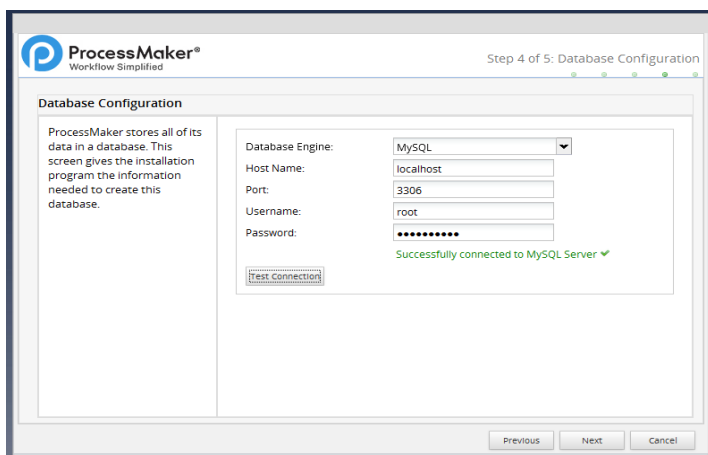 ProcessMaker®
Workflow Simplified
Step 4 of 5: Database Configuration
Database Configuration
ProcessMaker stores all of its
data in a database. This
screen gives the installation
program the information
needed to create this
database.
Database Engine: MySQL
Host Name: localhost
Port: 3306
Username: root
Password: ••••••••••
Successfully connected to MySQL Server ✔
Test Connection
Previous Next Cancel